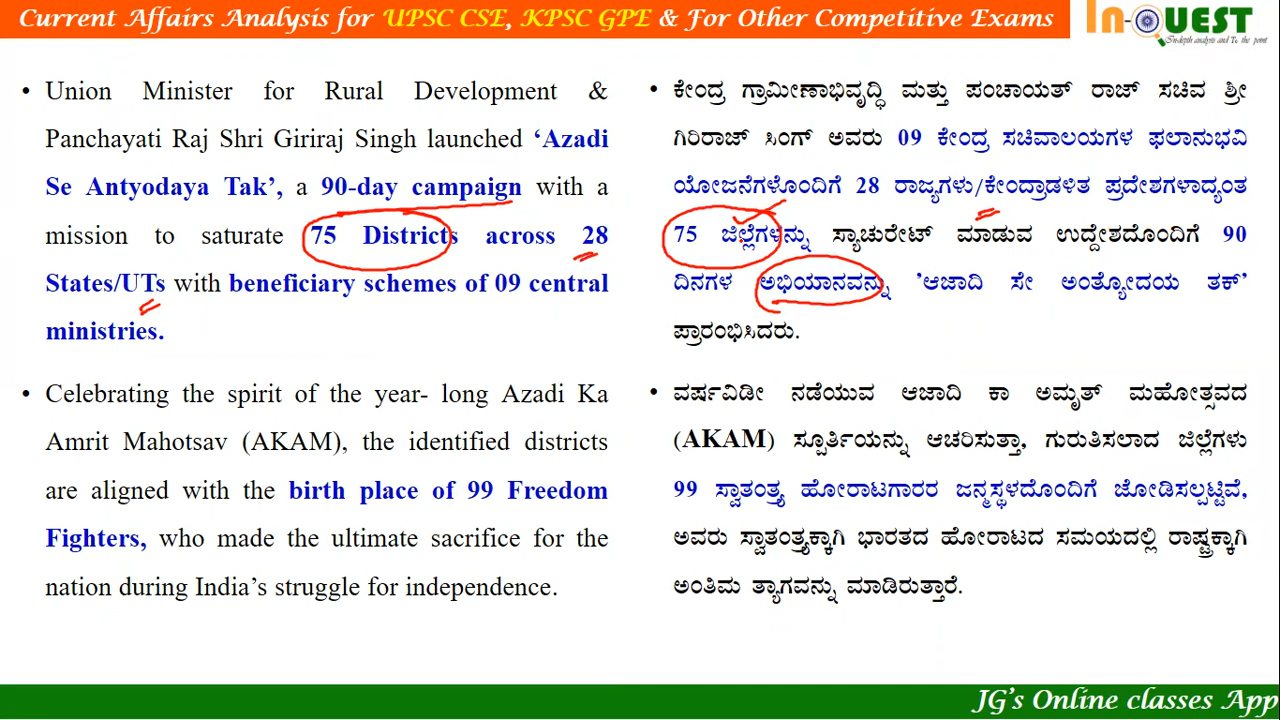 Current Affairs Analysis for UPSC CSE, KPSC GPE & For Other Competitive Exams
In-QUEST
In-depth analysis and To the point
• Union Minister for Rural Development &
Panchayati Raj Shri Giriraj Singh launched ‘Azadi
Se Antyodaya Tak’, a 90-day campaign with a
mission to saturate 75 Districts across 28
States/UTs with beneficiary schemes of 09 central
ministries.
• Celebrating the spirit of the year- long Azadi Ka
Amrit Mahotsav (AKAM), the identified districts
are aligned with the birth place of 99 Freedom
Fighters, who made the ultimate sacrifice for the
nation during India’s struggle for independence.
• ಕೇಂದ್ರ ಗ್ರಾಮೀಣಾಭಿವೃದ್ಧಿ ಮತ್ತು ಪಂಚಾಯತ್ ರಾಜ್ ಸಚಿವ ಶ್ರೀ
ಗಿರಿರಾಜ್ ಸಿಂಗ್ ಅವರು 09 ಕೇಂದ್ರ ಸಚಿವಾಲಯಗಳ ಫಲಾನುಭವಿ
ಯೋಜನೆಗಳೊಂದಿಗೆ 28 ರಾಜ್ಯಗಳು/ಕೇಂದ್ರಾಡಳಿತ ಪ್ರದೇಶಗಳಾದ್ಯಂತ
75 ಜಿಲ್ಲೆಗಳನ್ನು ಸ್ಯಾಚುರೇಟ್ ಮಾಡುವ ಉದ್ದೇಶದೊಂದಿಗೆ 90
ದಿನಗಳ ಅಭಿಯಾನವನ್ನು ’ಆಜಾದಿ ಸೇ ಅಂತ್ಯೋದಯ ತಕ್’
ಪ್ರಾರಂಭಿಸಿದರು.
• ವರ್ಷವಿಡೀ ನಡೆಯುವ ಆಜಾದಿ ಕಾ ಅಮೃತ್ ಮಹೋತ್ಸವದ
(AKAM) ಸ್ಪೂರ್ತಿಯನ್ನು ಆಚರಿಸುತ್ತಾ, ಗುರುತಿಸಲಾದ ಜಿಲ್ಲೆಗಳು
99 ಸ್ವಾತಂತ್ರ್ಯ ಹೋರಾಟಗಾರರ ಜನ್ಮಸ್ಥಳದೊಂದಿಗೆ ಜೋಡಿಸಲ್ಪಟ್ಟಿವೆ,
ಅವರು ಸ್ವಾತಂತ್ರ್ಯಕ್ಕಾಗಿ ಭಾರತದ ಹೋರಾಟದ ಸಮಯದಲ್ಲಿ ರಾಷ್ಟ್ರಕ್ಕಾಗಿ
ಅಂತಿಮ ತ್ಯಾಗವನ್ನು ಮಾಡಿರುತ್ತಾರೆ.
JG’s Online classes App